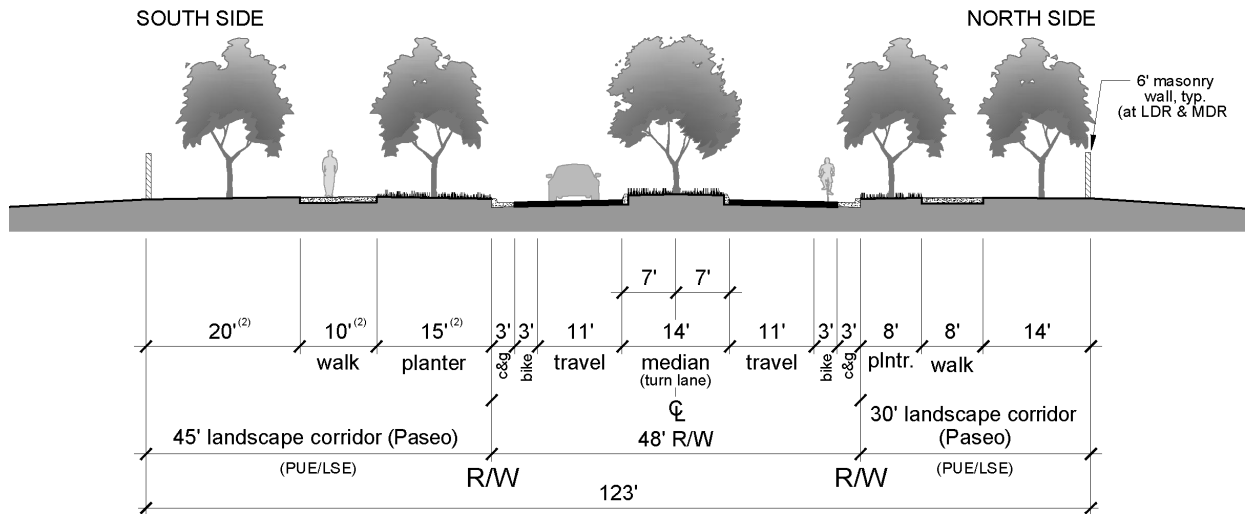 SOUTH SIDE
NORTH SIDE
6' masonry
wall, typ.
(at LDR & MDR
7' 7'
20'(2) 10'(2) 15'(2) 3' 3' 11' 14' 11' 3' 3' 8' 8' 14'
walk planter c&g bike travel median travel bike c&g plntr. walk
(turn lane)
℄
45' landscape corridor (Paseo)
48' R/W
30' landscape corridor
(Paseo)
(PUE/LSE)
R/W
R/W
(PUE/LSE)
123'